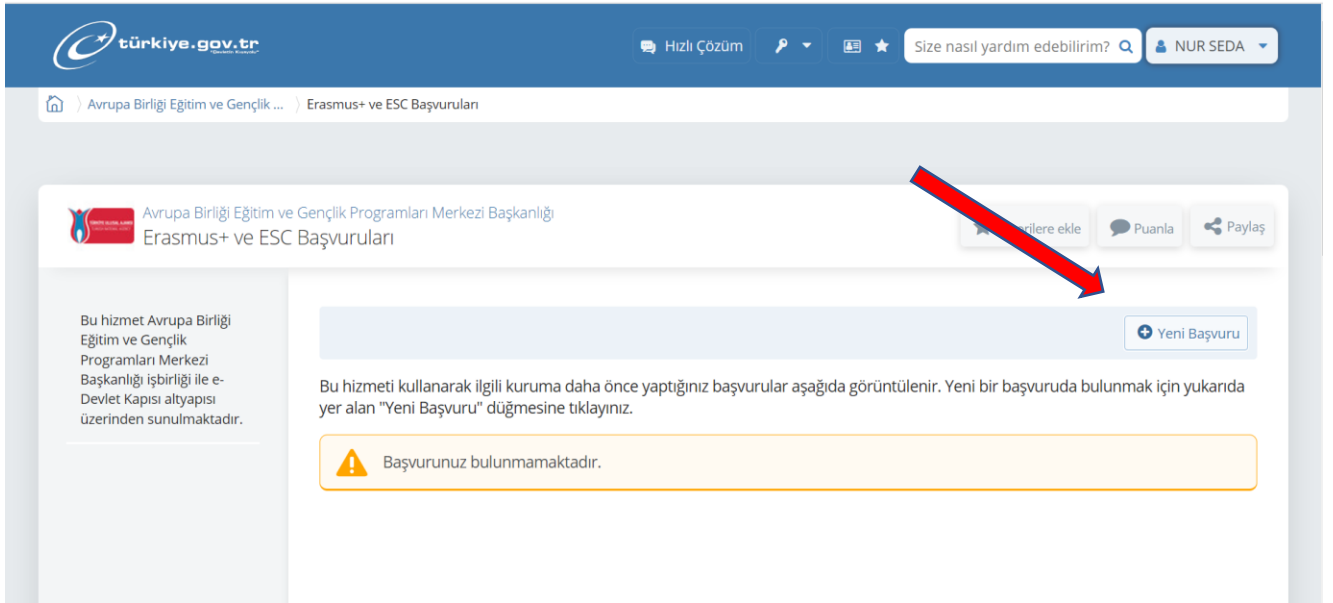 türkiye.gov.tr
Hızlı Çözüm
Size nasıl yardım edebilirim?
NUR SEDA
Avrupa Birliği Eğitim ve Gençlik ...
Erasmus+ ve ESC Başvuruları
Avrupa Birliği Eğitim ve Gençlik Programları Merkezi Başkanlığı
Erasmus+ ve ESC Başvuruları
ekle
Puanla
Paylaş
Bu hizmet Avrupa Birliği
Eğitim ve Gençlik
Programları Merkezi
Başkanlığı işbirliği ile e-
Devlet Kapısı altyapısı
üzerinden sunulmaktadır.
Yeni Başvuru
Bu hizmeti kullanarak ilgili kuruma daha önce yaptığınız başvurular aşağıda görüntülenir. Yeni bir başvuruda bulunmak için yukarıda
yer alan "Yeni Başvuru" düğmesine tıklayınız.
Başvurunuz bulunmamaktadır.